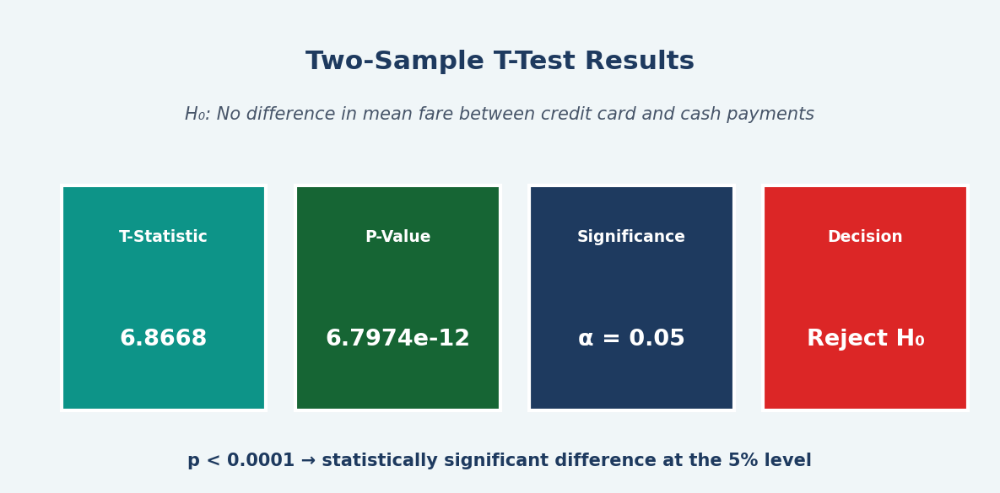 Two-Sample T-Test Results
H₀: No difference in mean fare between credit card and cash payments
T-Statistic
6.8668
P-Value
6.7974e-12
Significance
α = 0.05
Decision
Reject H₀
p < 0.0001 → statistically significant difference at the 5% level